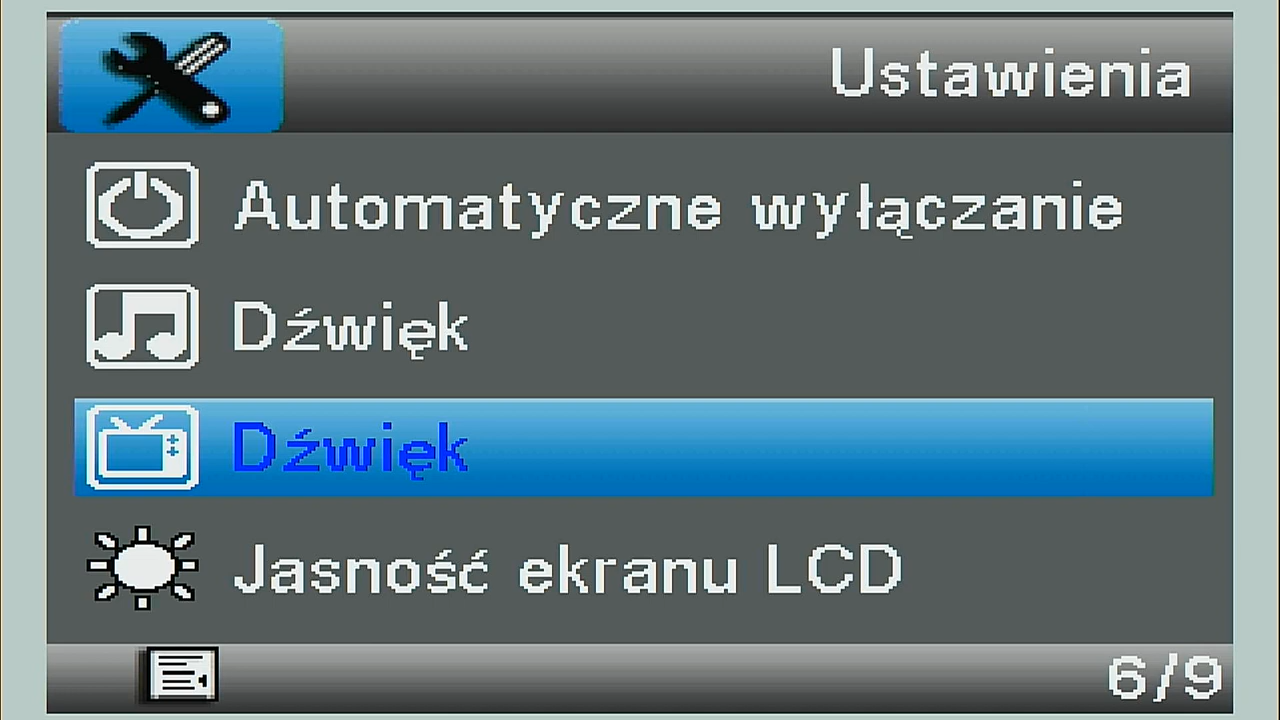 Ustawienia
Automatyczne wyłączanie
Dźwięk
Dźwięk
Jasność ekranu LCD
6/9